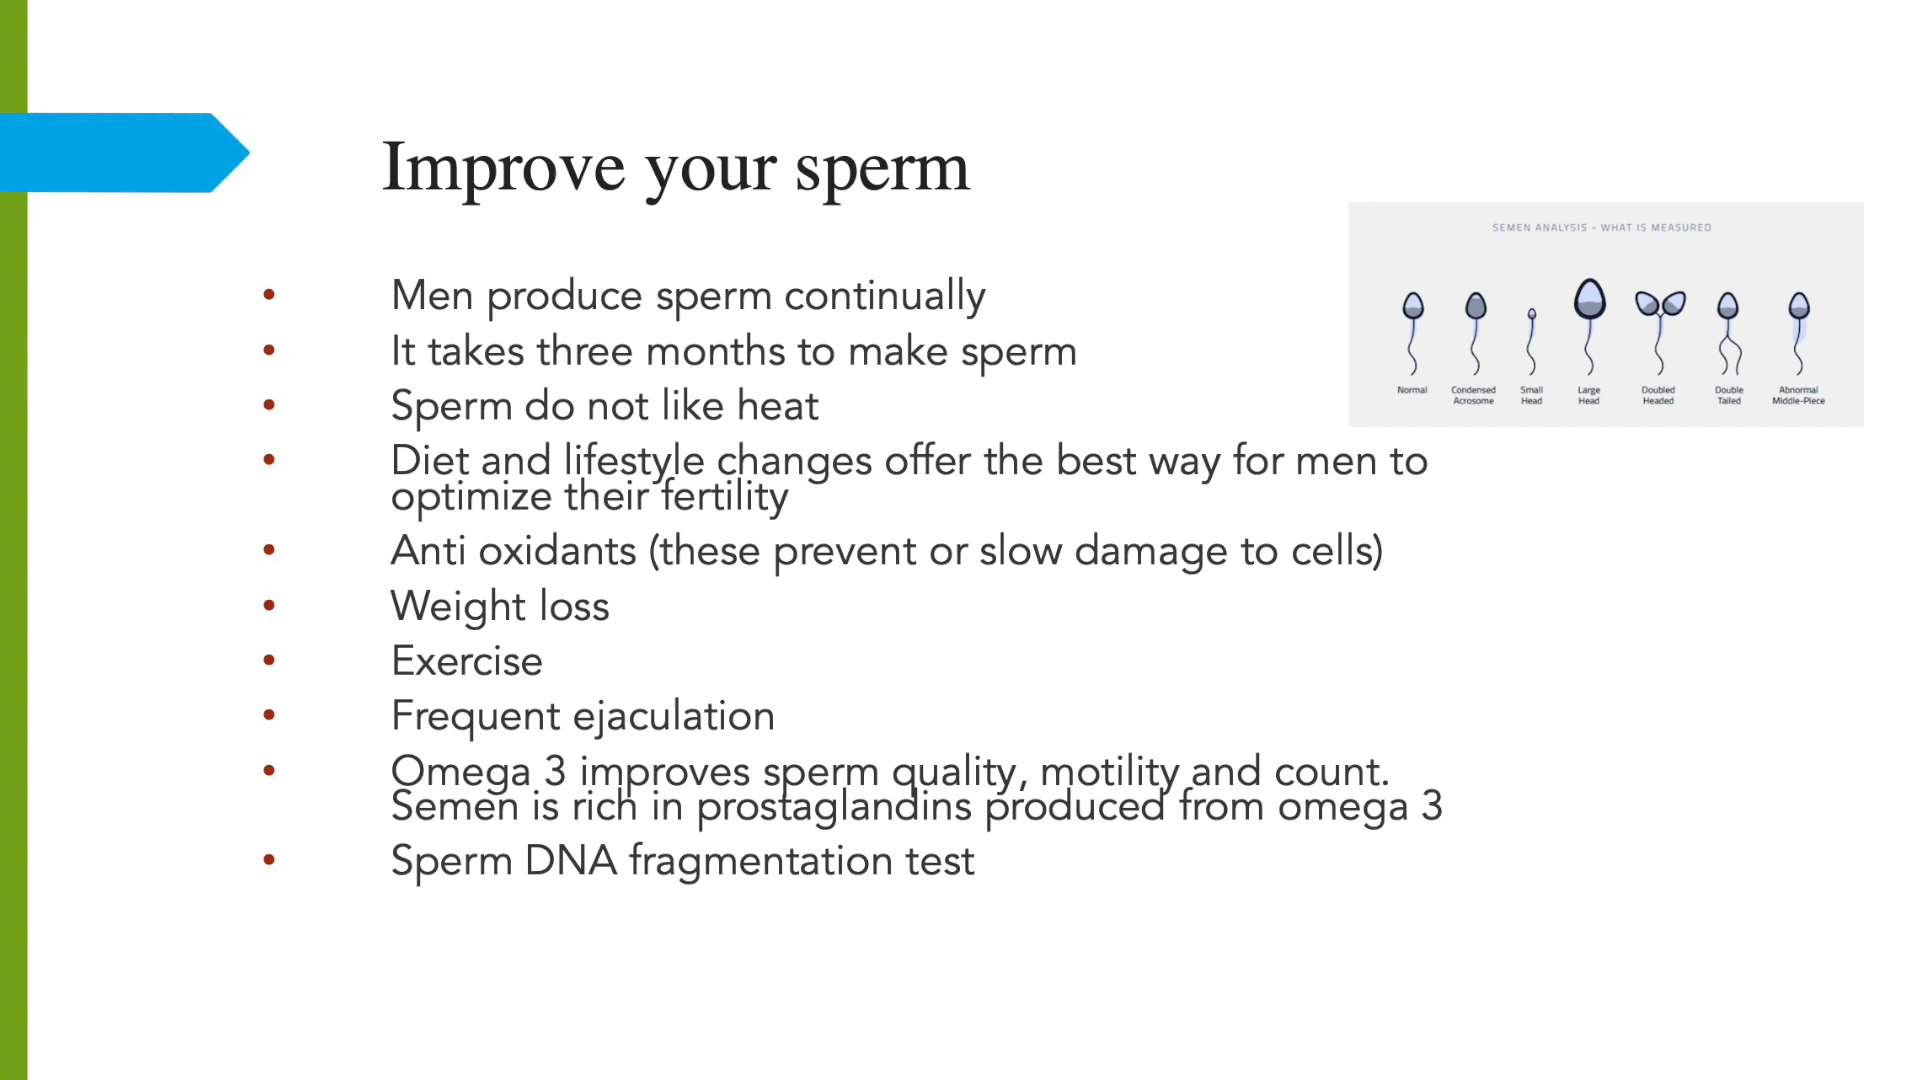 Improve your sperm
SEMEN ANALYSIS - WHAT IS MEASURED
Normal
Condensed
Acrosome
Small
Head
Large
Head
Doubled
Headed
Double
Tailed
Abnormal
Middle-Piece
• Men produce sperm continually
• It takes three months to make sperm
• Sperm do not like heat
• Diet and lifestyle changes offer the best way for men to
optimize their fertility
• Anti oxidants (these prevent or slow damage to cells)
• Weight loss
• Exercise
• Frequent ejaculation
• Omega 3 improves sperm quality, motility and count.
Semen is rich in prostaglandins produced from omega 3
• Sperm DNA fragmentation test